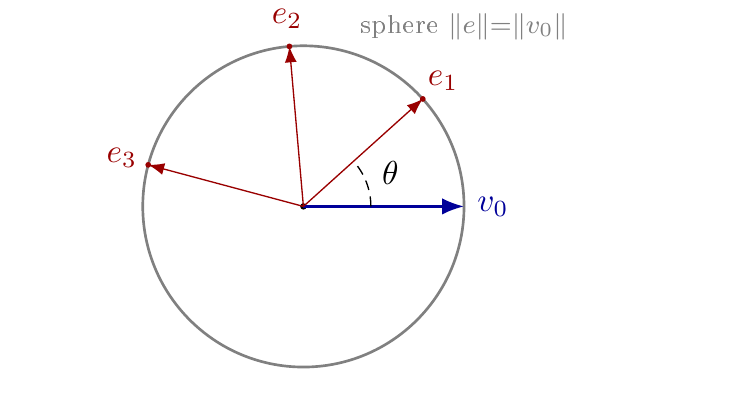 e₂
sphere ‖e‖=‖v₀‖
e₁
e₃
θ
v₀